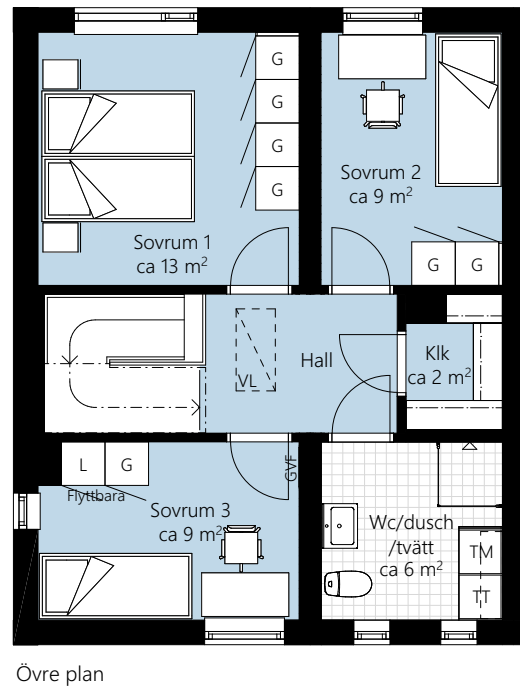 G
G
G
G
Sovrum 1
ca 13 m²
Sovrum 2
ca 9 m²
G G
VL
Hall
Klk
ca 2 m²
L G
Flyttbara
GVF
Sovrum 3
ca 9 m²
Wc/dusch
/tvätt
ca 6 m²
TM
TT
Övre plan